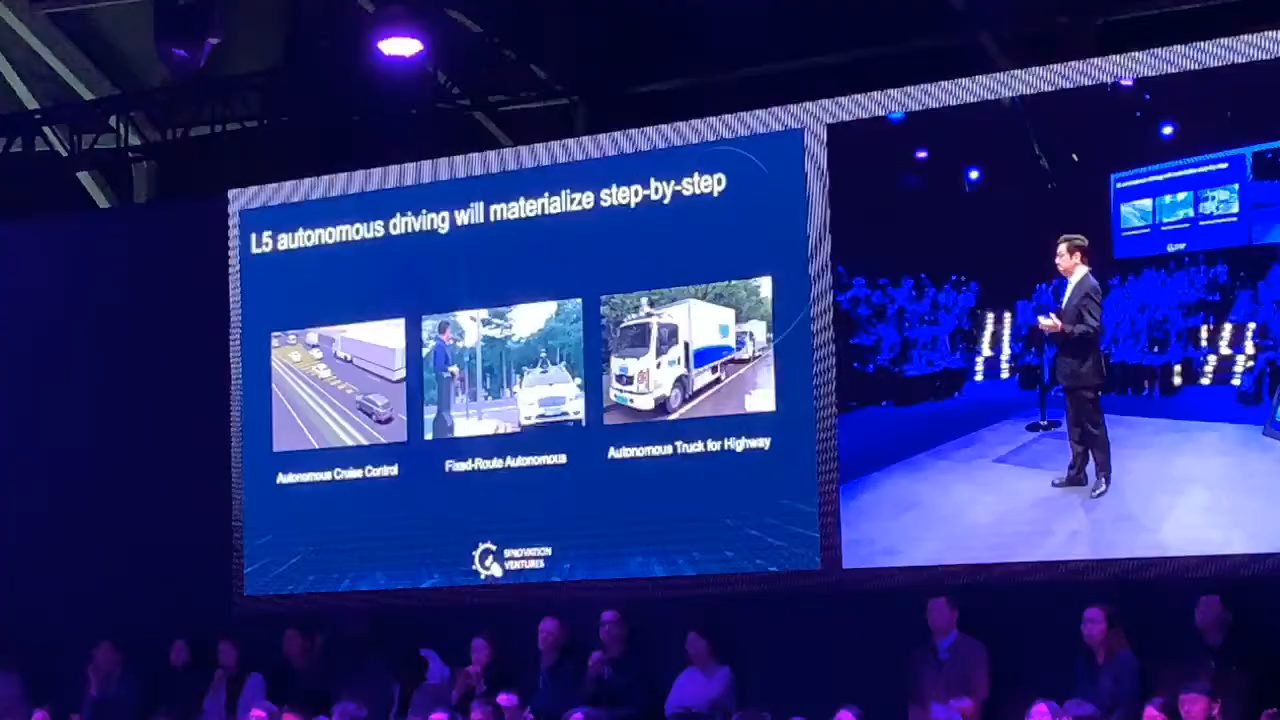 L5 autonomous driving will materialize step-by-step
Autonomous Cruise Control
Fixed-Route Autonomous
Autonomous Truck for Highway
SINOVATION
VENTURES